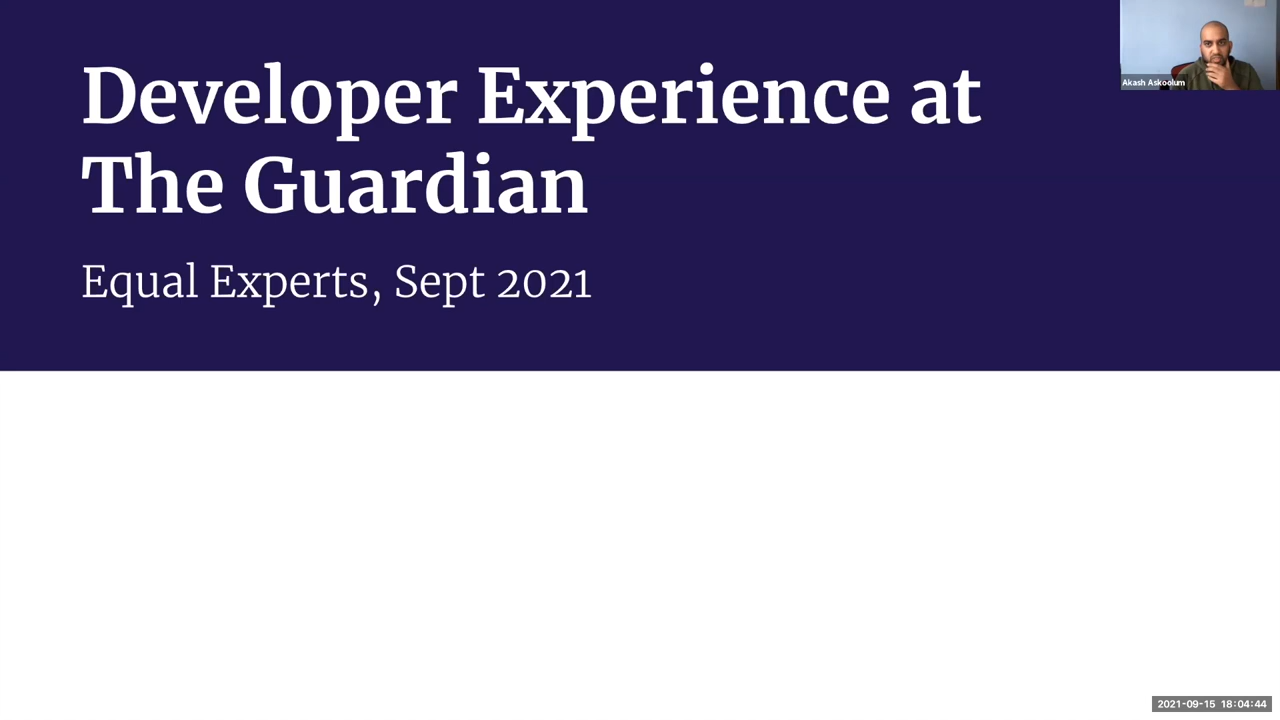 Developer Experience at
The Guardian
Equal Experts, Sept 2021
Akash Askoolum
2021-09-15 18:04:44